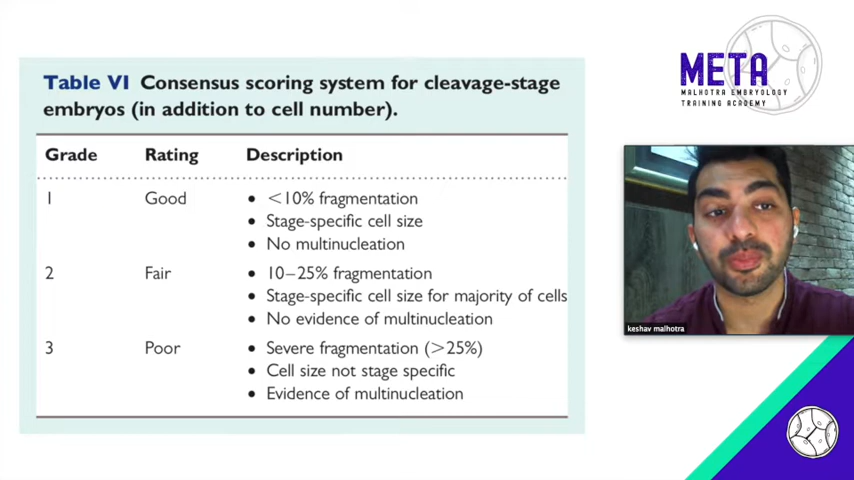 META
MALHOTRA EMBRYOLOGY
TRAINING ACADEMY
Table VI Consensus scoring system for cleavage-stage
embryos (in addition to cell number).
Grade Rating Description
1 Good • <10% fragmentation
• Stage-specific cell size
• No multinucleation
2 Fair • 10–25% fragmentation
• Stage-specific cell size for majority of cells
• No evidence of multinucleation
3 Poor • Severe fragmentation (>25%)
• Cell size not stage specific
• Evidence of multinucleation
keshav malhotra